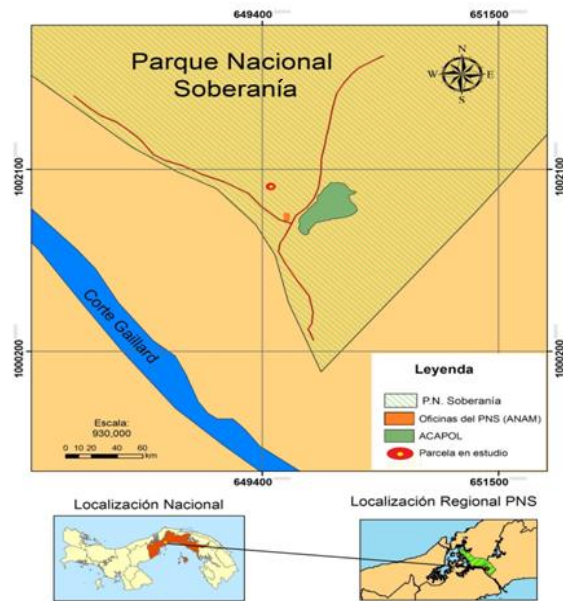 649400
651500
Parque Nacional
Soberanía
N
W
E
S
1002100
1002100
Corte Gaillard
1000200
1000200
Leyenda
P.N. Soberanía
Oficinas del PNS (ANAM)
ACAPOL
Parcela en estudio
Escala:
930,000
0 10 20 40 60
km
649400
651500
Localización Nacional
Localización Regional PNS